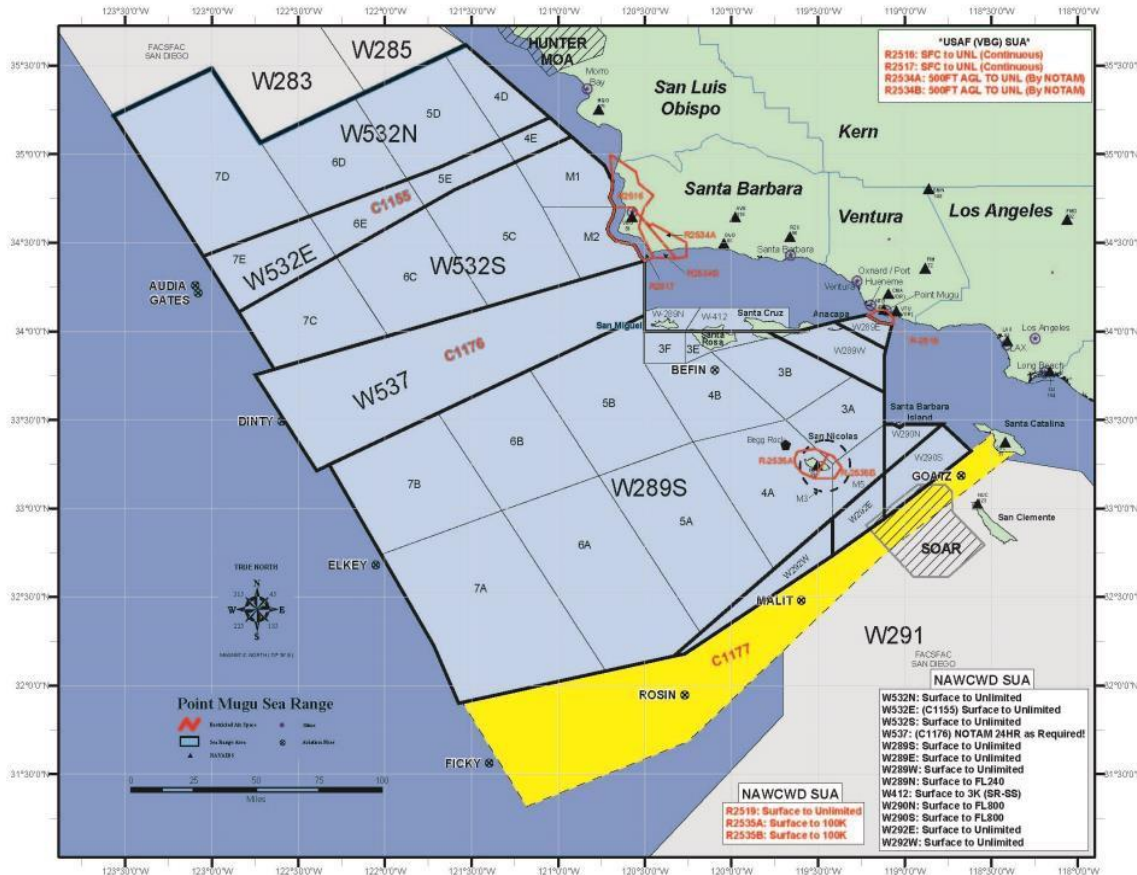 123°30'0"W
123°0'0"W
122°30'0"W
122°0'0"W
121°30'0"W
121°0'0"W
120°30'0"W
120°0'0"W
119°30'0"W
119°0'0"W
118°30'0"W
118°0'0"W
FACSFAC
SAN DIEGO
W285
W283
HUNTER
MOA
Morro
Bay
San Luis
Obispo
Kern
*USAF (VBG) SUA*
R2516: SFC to UNL (Continuous)
R2517: SFC to UNL (Continuous)
R2534A: 500FT AGL TO UNL (By NOTAM)
R2534B: 500FT AGL TO UNL (By NOTAM)
35°30'0"N
35°0'0"N
34°30'0"N
34°0'0"N
33°30'0"N
33°0'0"N
32°30'0"N
32°0'0"N
31°30'0"N
4D
5D
W532N
6D
7D
4E
5E
C1155
6E
7E
W532E
M1
M2
5C
W532S
6C
7C
AUDIA
GATES
C1176
W537
DINTY
R2516
R2534A
R2534B
R2517
Santa Barbara
Ventura
Los Angeles
Santa Barbara
Oxnard / Port
Hueneme
Ventura
Point Mugu
Los Angeles
LAX
Long Beach
W-289N
W-412
Santa Cruz
Anacapa
San Miguel
Santa
Rosa
W289E
W289W
R-2519
3F
3E
BEFIN
3B
4B
5B
6B
7B
3A
Santa Barbara
Island
Santa Catalina
Begg Rock
San Nicolas
R-2535A
R-2535B
W290N
W290S
GOATZ
M3
M5
4A
W289S
5A
6A
7A
W292E
W292W
San Clemente
SOAR
ELKEY
MALIT
C1177
ROSIN
FICKY
W291
FACSFAC
SAN DIEGO
TRUE NORTH
N
W
E
S
Point Mugu Sea Range
Restricted Air Space
Sea Range Area
NAVAIDS
0
25
50
75
100
Miles
NAWCWD SUA
R2519: Surface to Unlimited
R2535A: Surface to 100K
R2535B: Surface to 100K
NAWCWD SUA
W532N: Surface to Unlimited
W532E: (C1155) Surface to Unlimited
W532S: Surface to Unlimited
W537: (C1176) NOTAM 24HR as Required!
W289S: Surface to Unlimited
W289E: Surface to Unlimited
W289W: Surface to Unlimited
W289N: Surface to FL240
W412: Surface to 3K (SR-SS)
W290N: Surface to FL800
W290S: Surface to FL800
W292E: Surface to Unlimited
W292W: Surface to Unlimited